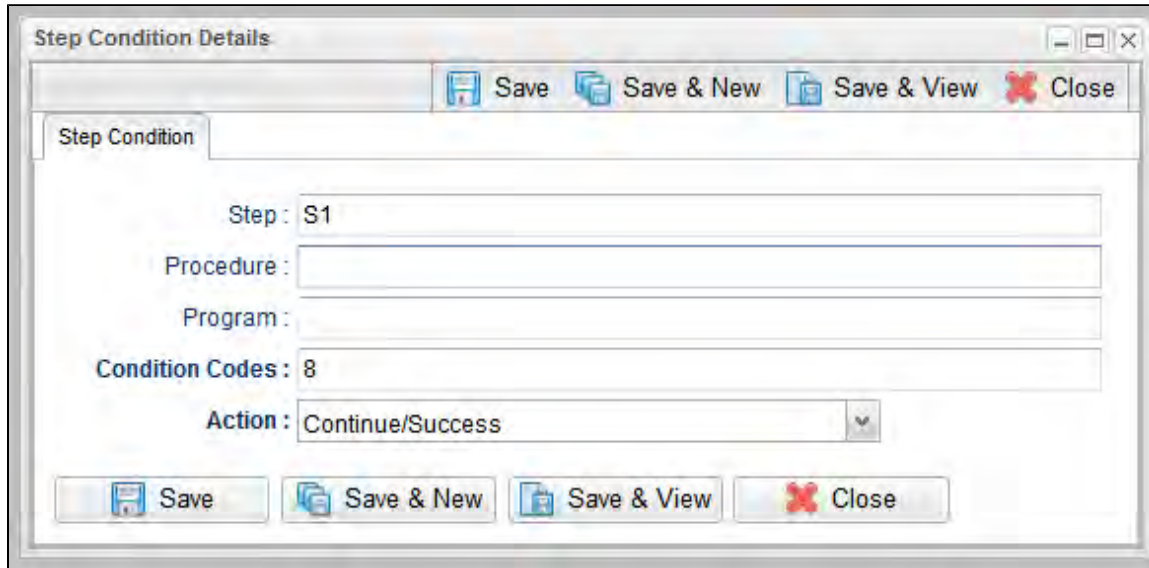 Step Condition Details
Save Save & New Save & View Close
Step Condition
Step : S1
Procedure :
Program :
Condition Codes : 8
Action : Continue/Success
Save Save & New Save & View Close